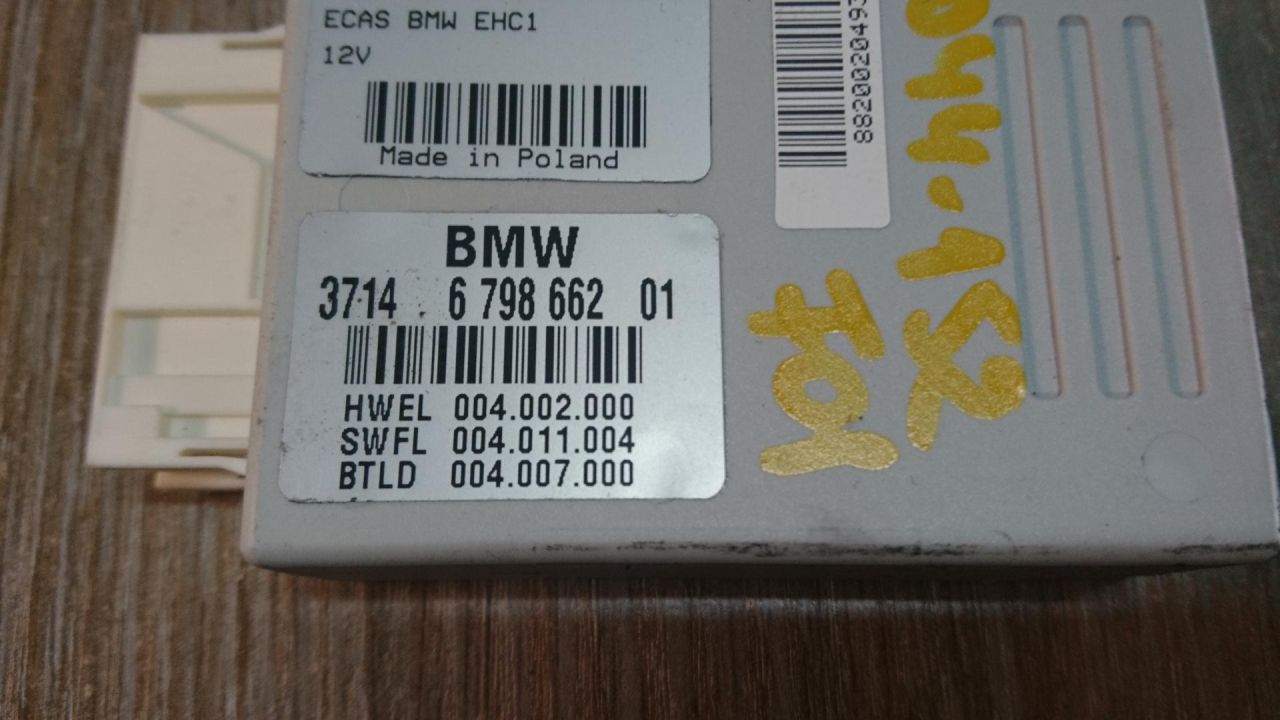 ECAS BMW EHC1
12V
Made in Poland
BMW
3714 6 798 662 01
HWEL 004.002.000
SWFL 004.011.004
BTLD 004.007.000
F01